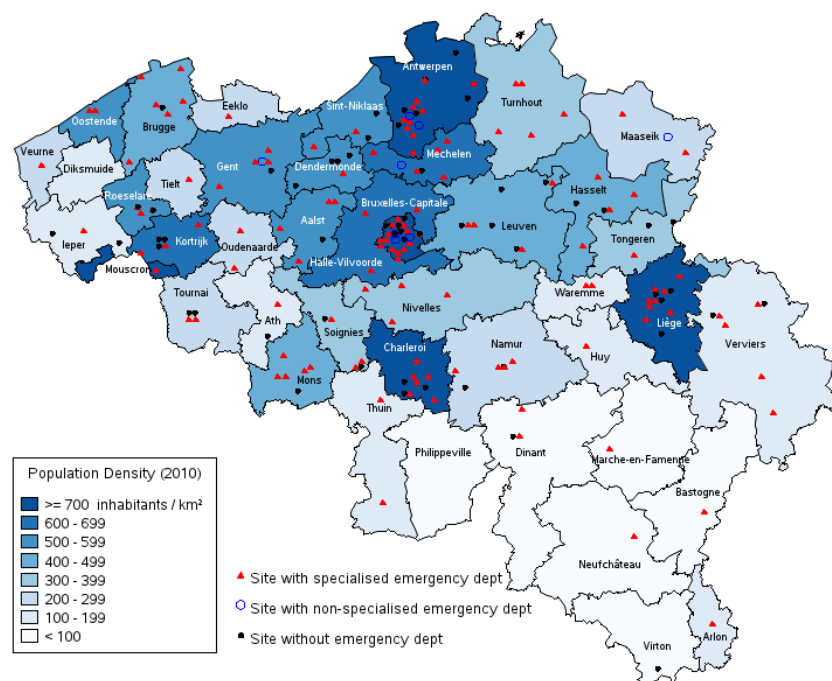 Antwerpen
Turnhout
Sint-Niklaas
Eeklo
Oostende
Brugge
Maaseik
Veurne
Mechelen
Gent
Dendermonde
Diksmuide
Tielt
Hasselt
Roeselare
Bruxelles-Capitale
Aalst
Leuven
Ieper
Kortrijk
Oudenaarde
Tongeren
Halle-Vilvoorde
Mouscron
Tournai
Waremme
Nivelles
Ath
Liège
Soignies
Charleroi
Namur
Verviers
Huy
Mons
Thuin
Philippeville
Dinant
Marche-en-Famenne
Bastogne
Neufchâteau
Arlon
Virton
Population Density (2010)
>= 700 inhabitants / km²
600 - 699
500 - 599
400 - 499
300 - 399
200 - 299
100 - 199
< 100
Site with specialised emergency dept
Site with non-specialised emergency dept
Site without emergency dept